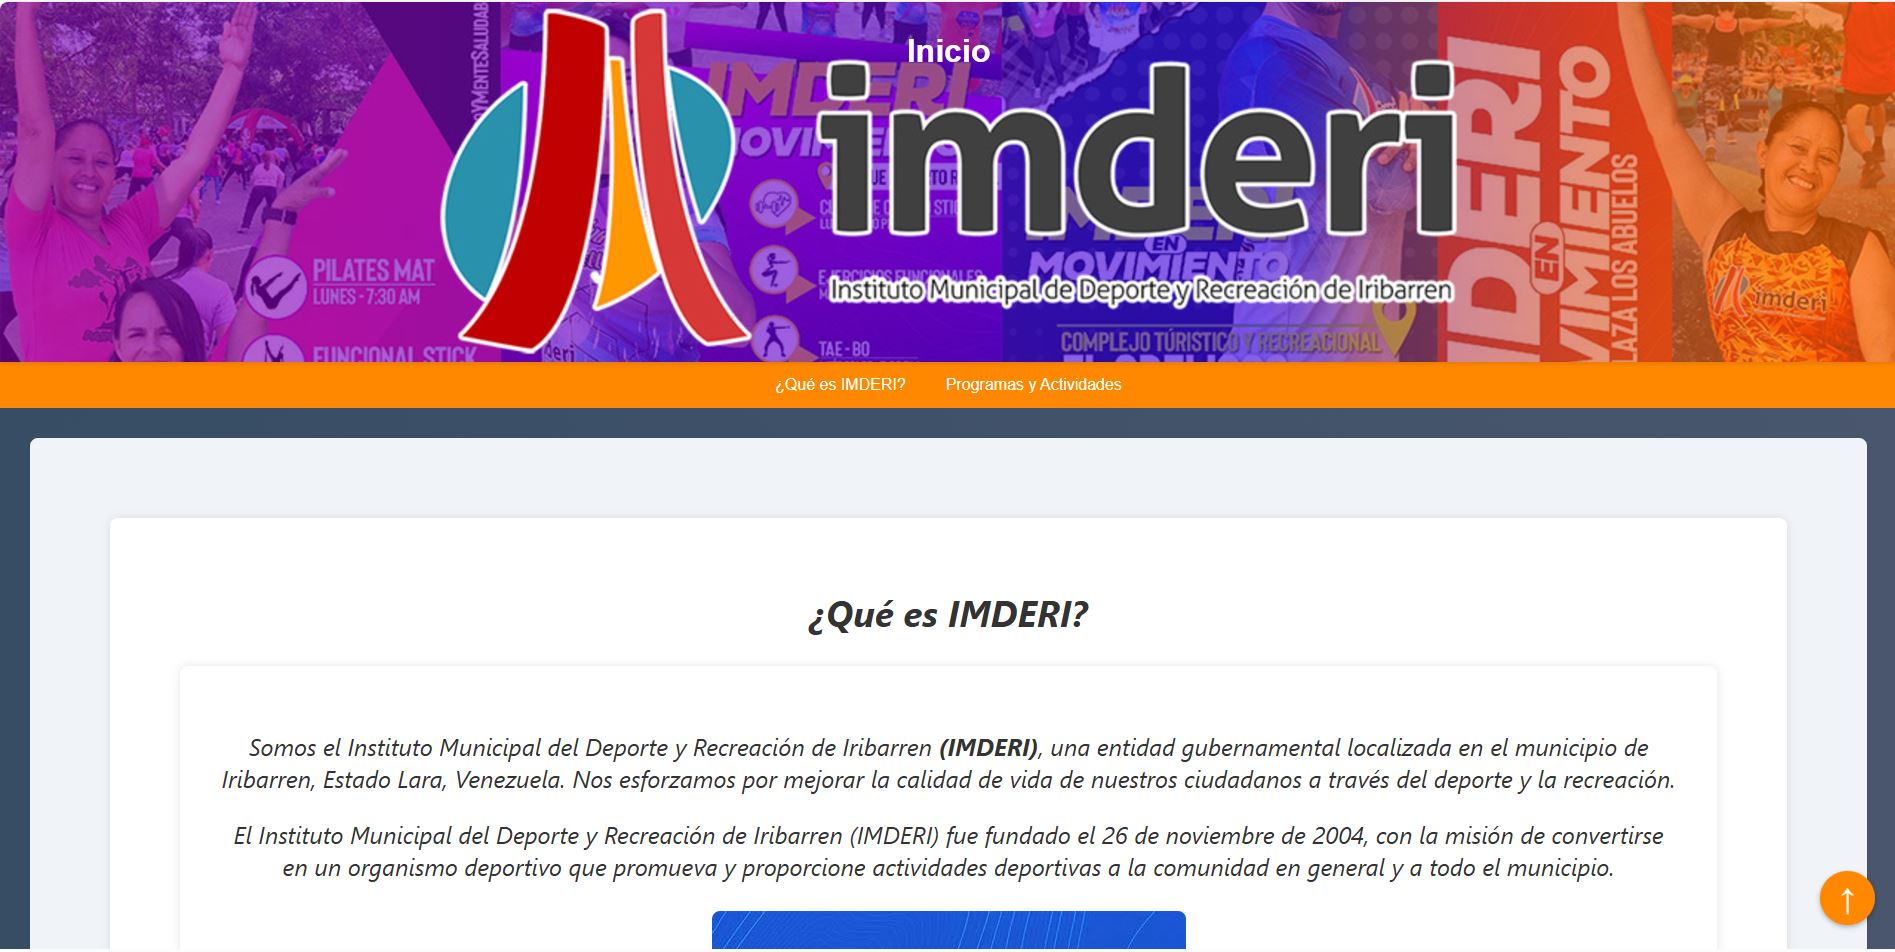 Inicio
imderi
Instituto Municipal de Deporte y Recreación de Iribarren
IMDERI
MOVIMIENTO
PILATES MAT
LUNES - 7:30 AM
FUNCIONAL STICK
EJERCICIOS FUNCIONALES
TAE - BO
EN
MOVIMIENTO
COMPLEJO TÚRISTICO Y RECREACIONAL
EN
LAZA LOS ABUELOS
imderi
¿Qué es IMDERI?
Programas y Actividades
¿Qué es IMDERI?
Somos el Instituto Municipal del Deporte y Recreación de Iribarren (IMDERI), una entidad gubernamental localizada en el municipio de
Iribarren, Estado Lara, Venezuela. Nos esforzamos por mejorar la calidad de vida de nuestros ciudadanos a través del deporte y la recreación.
El Instituto Municipal del Deporte y Recreación de Iribarren (IMDERI) fue fundado el 26 de noviembre de 2004, con la misión de convertirse
en un organismo deportivo que promueva y proporcione actividades deportivas a la comunidad en general y a todo el municipio.
↑